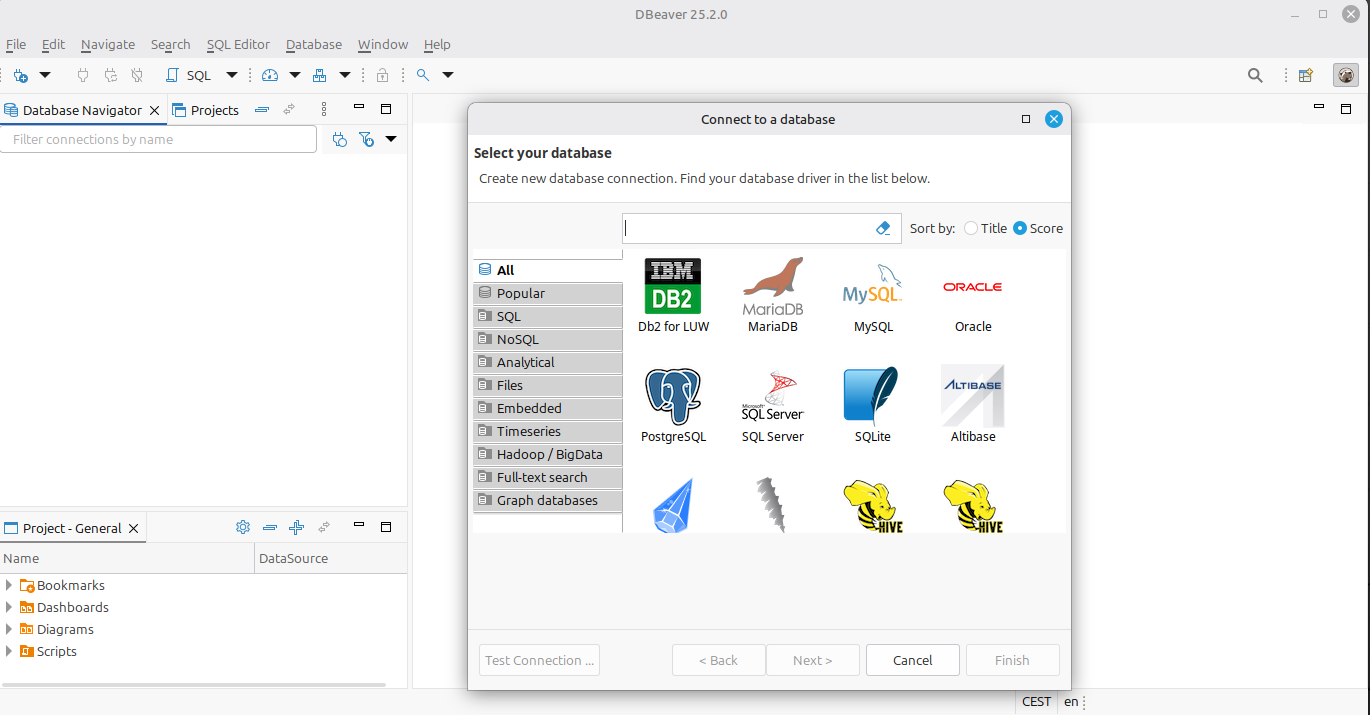 DBeaver 25.2.0
File Edit Navigate Search SQL Editor Database Window Help
SQL
Database Navigator Projects
Filter connections by name
Connect to a database
Select your database
Create new database connection. Find your database driver in the list below.
Sort by: Title Score
All
Popular
SQL
NoSQL
Analytical
Files
Embedded
Timeseries
Hadoop / BigData
Full-text search
Graph databases
IBM
DB2
MariaDB
MySQL
ORACLE
Db2 for LUW MariaDB MySQL Oracle
Microsoft
SQL Server
ALTIBASE
PostgreSQL SQL Server SQLite Altibase
HIVE HIVE
Test Connection ... < Back Next > Cancel Finish
Project - General
Name DataSource
Bookmarks
Dashboards
Diagrams
Scripts
CEST en